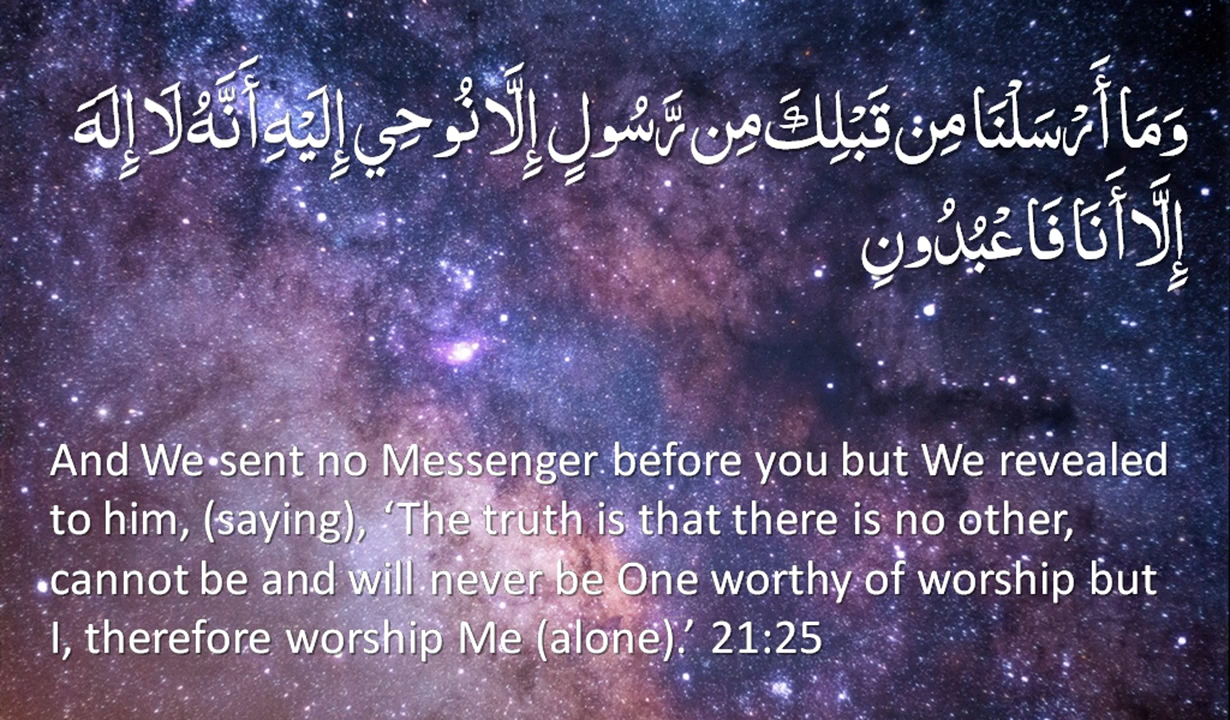 وَمَا أَرْسَلْنَا مِن قَبْلِكَ مِن رَّسُولٍ إِلَّا نُوحِي إِلَيْهِ أَنَّهُ لَا إِلَهَ
إِلَّا أَنَا فَاعْبُدُونِ
And We sent no Messenger before you but We revealed
to him, (saying), ‘The truth is that there is no other,
cannot be and will never be One worthy of worship but
I, therefore worship Me (alone).’ 21:25